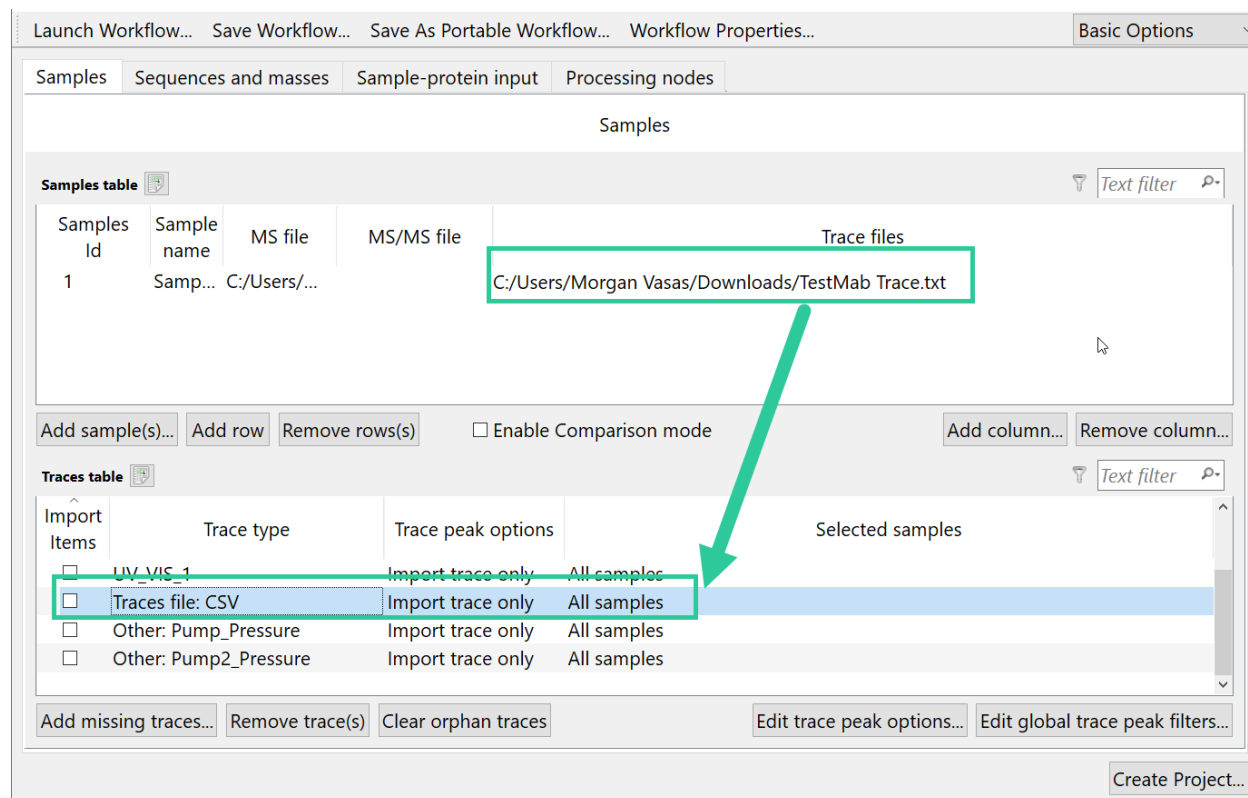 Launch Workflow... Save Workflow... Save As Portable Workflow... Workflow Properties... Basic Options
Samples Sequences and masses Sample-protein input Processing nodes
Samples
Samples table Text filter
Samples Id Sample name MS file MS/MS file Trace files
1 Samp... C:/Users/... C:/Users/Morgan Vasas/Downloads/TestMab Trace.txt
Add sample(s)... Add row Remove rows(s) Enable Comparison mode Add column... Remove column...
Traces table Text filter
Import Items Trace type Trace peak options Selected samples
UV_VIS_1 Import trace only All samples
Traces file: CSV Import trace only All samples
Other: Pump_Pressure Import trace only All samples
Other: Pump2_Pressure Import trace only All samples
Add missing traces... Remove trace(s) Clear orphan traces Edit trace peak options... Edit global trace peak filters...
Create Project...